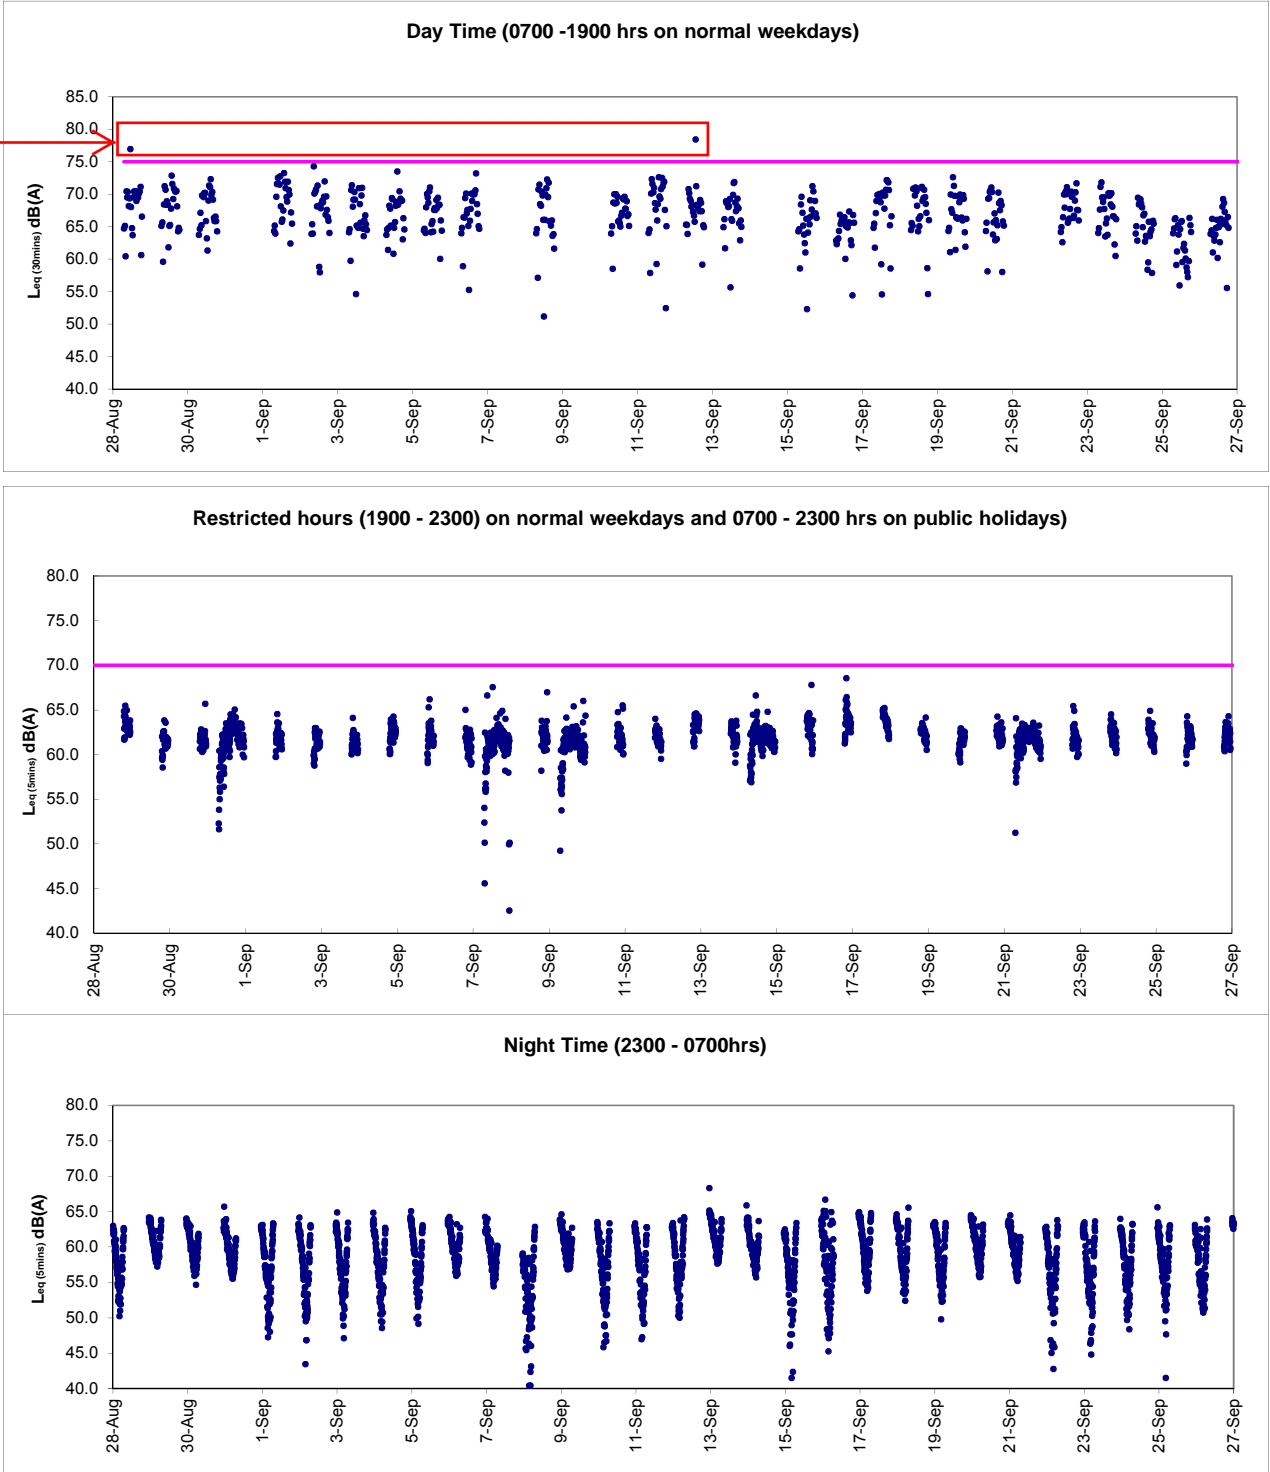 Day Time (0700 -1900 hrs on normal weekdays)
85.0
80.0
75.0
70.0
65.0
60.0
55.0
50.0
45.0
40.0
Leq (30mins) dB(A)
28-Aug
30-Aug
1-Sep
3-Sep
5-Sep
7-Sep
9-Sep
11-Sep
13-Sep
15-Sep
17-Sep
19-Sep
21-Sep
23-Sep
25-Sep
27-Sep
Restricted hours (1900 - 2300) on normal weekdays and 0700 - 2300 hrs on public holidays)
80.0
75.0
70.0
65.0
60.0
55.0
50.0
45.0
40.0
Leq (5mins) dB(A)
28-Aug
30-Aug
1-Sep
3-Sep
5-Sep
7-Sep
9-Sep
11-Sep
13-Sep
15-Sep
17-Sep
19-Sep
21-Sep
23-Sep
25-Sep
27-Sep
Night Time (2300 - 0700hrs)
80.0
75.0
70.0
65.0
60.0
55.0
50.0
45.0
40.0
Leq (5mins) dB(A)
28-Aug
30-Aug
1-Sep
3-Sep
5-Sep
7-Sep
9-Sep
11-Sep
13-Sep
15-Sep
17-Sep
19-Sep
21-Sep
23-Sep
25-Sep
27-Sep